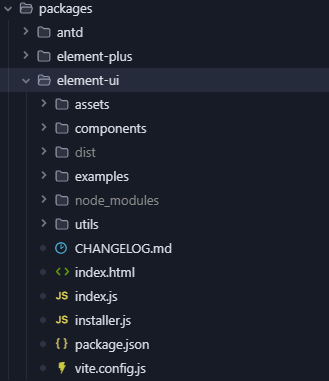 packages
antd
element-plus
element-ui
assets
components
dist
examples
node_modules
utils
CHANGELOG.md
<> index.html
JS index.js
JS installer.js
{ } package.json
vite.config.js